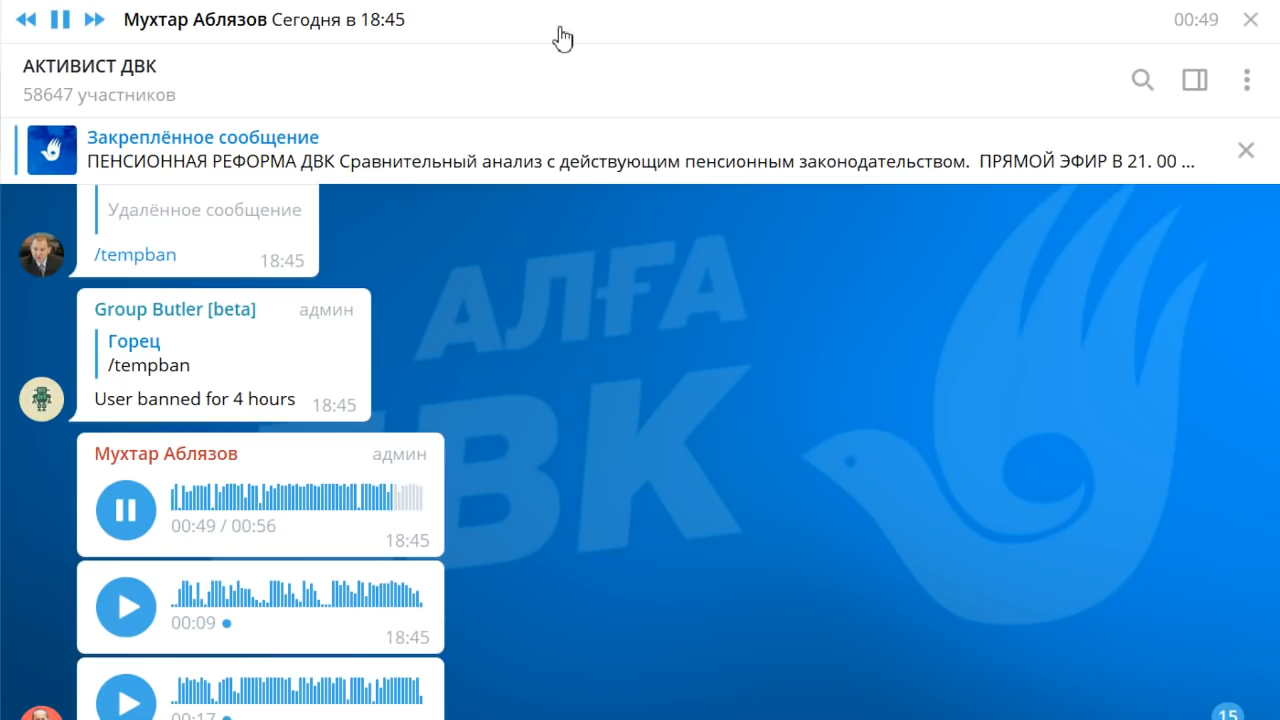 Мухтар Аблязов Сегодня в 18:45
00:49
АКТИВИСТ ДВК
58647 участников
Закреплённое сообщение
ПЕНСИОННАЯ РЕФОРМА ДВК Сравнительный анализ с действующим пенсионным законодательством. ПРЯМОЙ ЭФИР В 21. 00 ...
Удалённое сообщение
/tempban
18:45
АЛҒА
ДВК
Group Butler [beta] админ
Горец
/tempban
User banned for 4 hours 18:45
Мухтар Аблязов админ
00:49 / 00:56
18:45
00:09
18:45
00:17
15